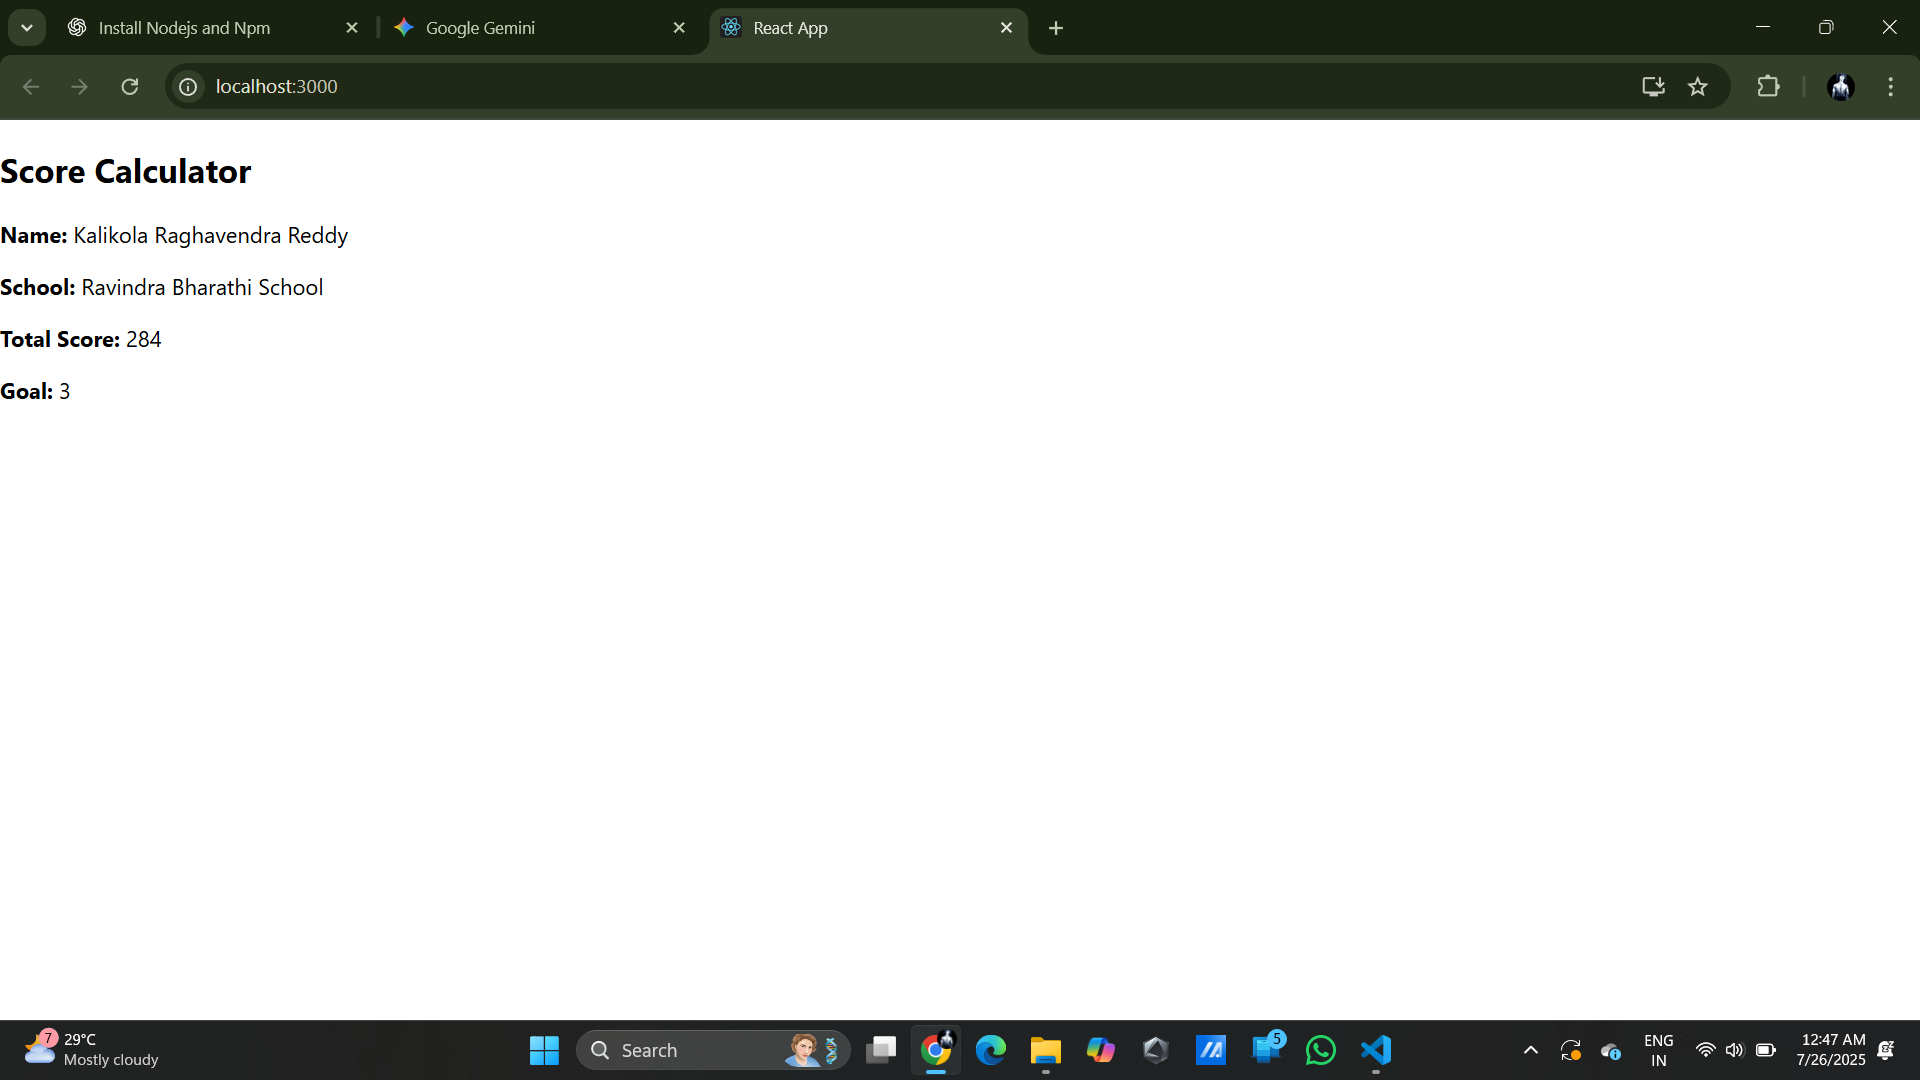 Install Nodejs and Npm
Google Gemini
React App
localhost:3000
Score Calculator
Name: Kalikola Raghavendra Reddy
School: Ravindra Bharathi School
Total Score: 284
Goal: 3
7
29°C
Mostly cloudy
Search
5
ENG
IN
12:47 AM
7/26/2025